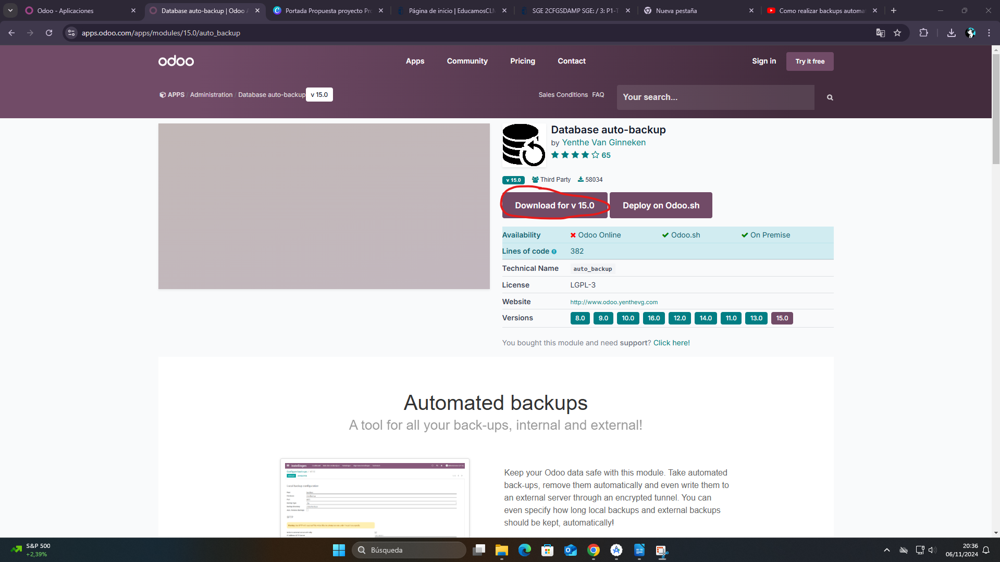 Odoo - Aplicaciones
Database auto-backup | Odoo A
Portada Propuesta proyecto Pro
Página de inicio | EducamosCLM
SGE 2CFGSDAMP SGE: / 3: P1-T
Nueva pestaña
Como realizar backups automa
apps.odoo.com/apps/modules/15.0/auto_backup
odoo
Apps
Community
Pricing
Contact
Sign in
Try it free
APPS / Administration / Database auto-backup v 15.0
Sales Conditions FAQ
Your search...
Database auto-backup
by Yenthe Van Ginneken
65
v 15.0 Third Party 58034
Download for v 15.0
Deploy on Odoo.sh
Availability Odoo Online Odoo.sh On Premise
Lines of code 382
Technical Name auto_backup
License LGPL-3
Website http://www.odoo.yenthevg.com
Versions 8.0 9.0 10.0 16.0 12.0 14.0 11.0 13.0 15.0
You bought this module and need support? Click here!
Automated backups
A tool for all your back-ups, internal and external!
Instellingen
Local backup configuration
SFTP
Keep your Odoo data safe with this module. Take automated
back-ups, remove them automatically and even write them to
an external server through an encrypted tunnel. You can
even specify how long local backups and external backups
should be kept, automatically!
S&P 500
+2,39%
Búsqueda
20:36
06/11/2024